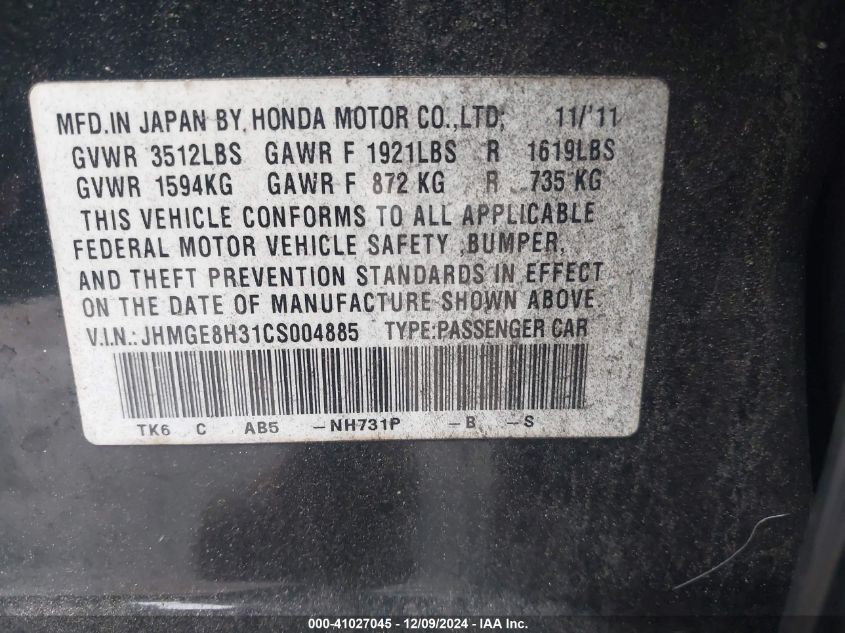 MFD.IN JAPAN BY HONDA MOTOR CO.,LTD; 11/'11
GVWR 3512LBS GAWR F 1921LBS R 1619LBS
GVWR 1594KG GAWR F 872 KG R 735 KG
THIS VEHICLE CONFORMS TO ALL APPLICABLE
FEDERAL MOTOR VEHICLE SAFETY ,BUMPER,
AND THEFT PREVENTION STANDARDS IN EFFECT
ON THE DATE OF MANUFACTURE SHOWN ABOVE.
V.I.N.: JHMGE8H31CS004885 TYPE:PASSENGER CAR
TK6 C AB5 –NH731P –B –S
000-41027045 - 12/09/2024 - IAA Inc.